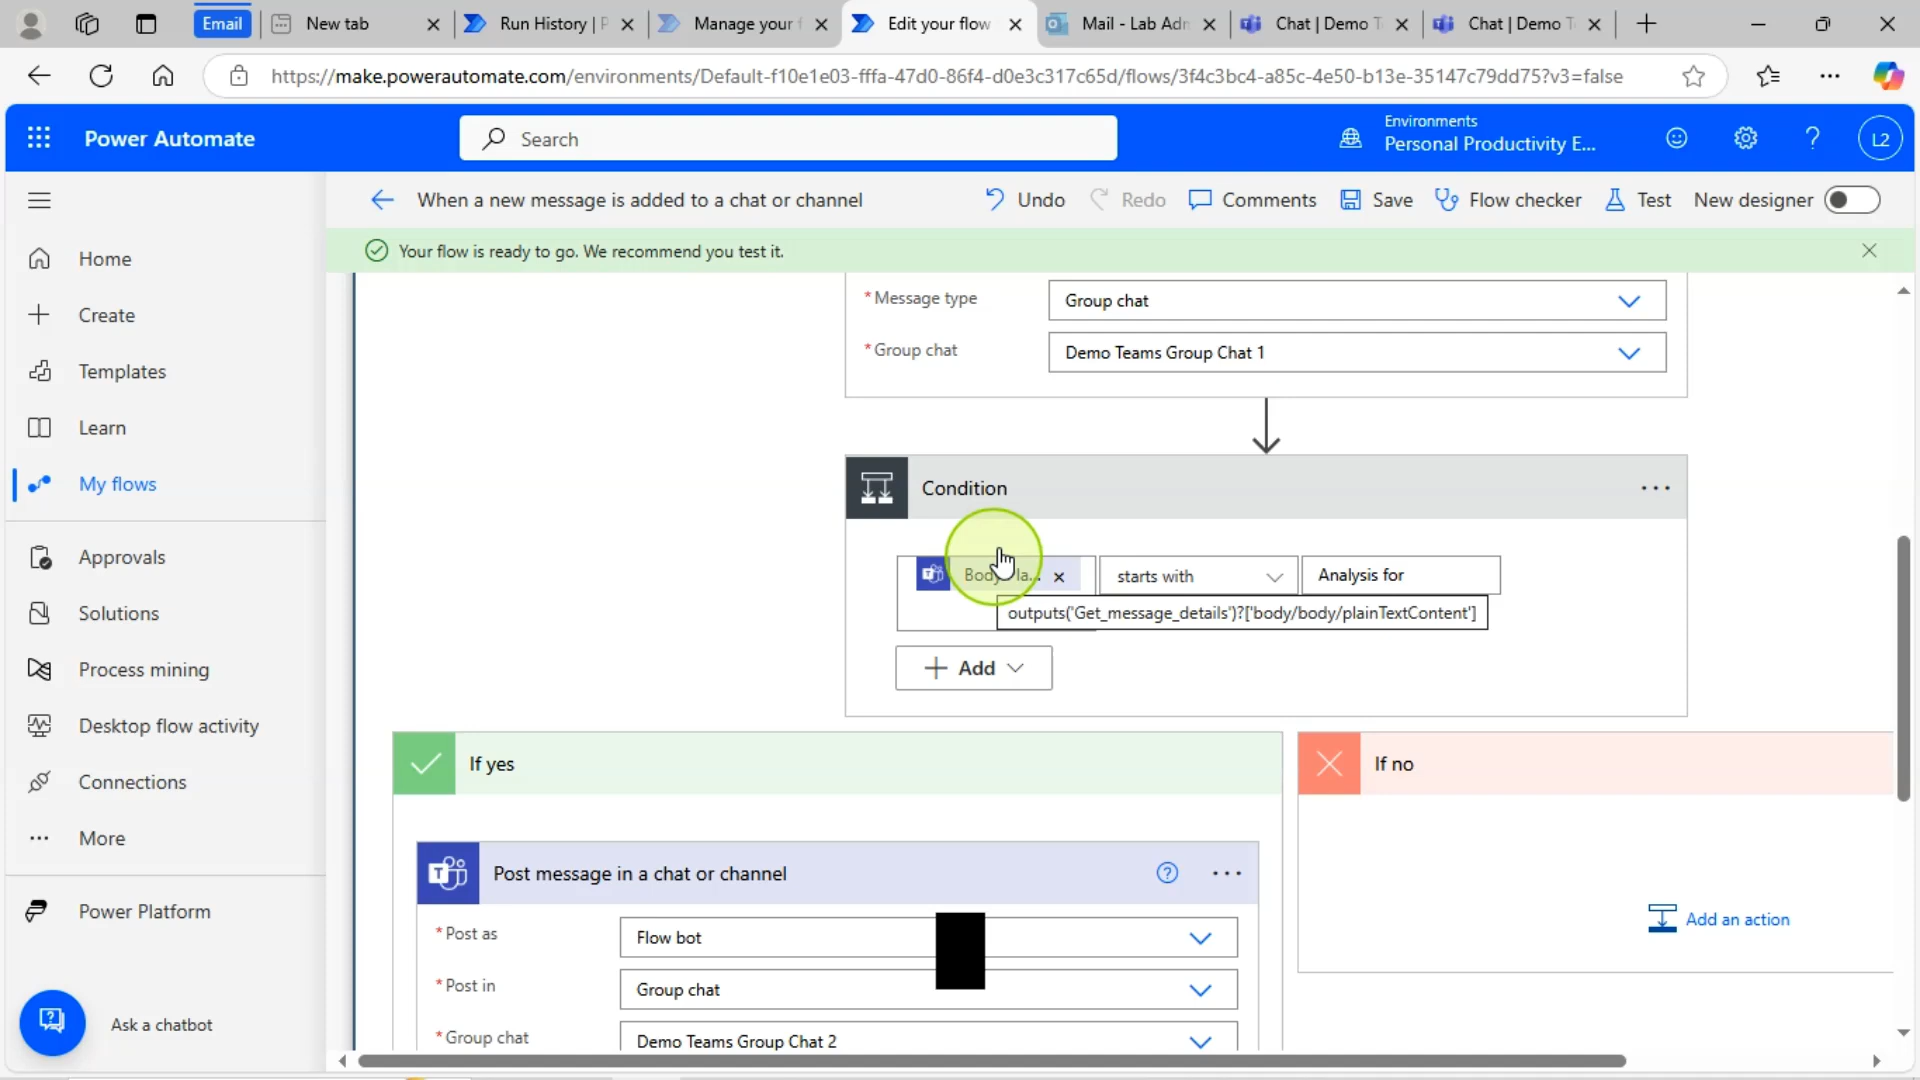 Email
New tab
Run History | P
Manage your f
Edit your flow
Mail - Lab Adm
Chat | Demo T
Chat | Demo T
https://make.powerautomate.com/environments/Default-f10e1e03-fffa-47d0-86f4-d0e3c317c65d/flows/3f4c3bc4-a85c-4e50-b13e-35147c79dd75?v3=false
Power Automate
Search
Environments
Personal Productivity E...
L2
When a new message is added to a chat or channel
Undo
Redo
Comments
Save
Flow checker
Test
New designer
Your flow is ready to go. We recommend you test it.
Home
Create
Templates
Learn
My flows
Approvals
Solutions
Process mining
Desktop flow activity
Connections
More
Power Platform
Ask a chatbot
* Message type
Group chat
* Group chat
Demo Teams Group Chat 1
Condition
Body pla...
starts with
Analysis for
outputs('Get_message_details')?['body/body/plainTextContent']
Add
If yes
If no
Post message in a chat or channel
Add an action
* Post as
Flow bot
* Post in
Group chat
* Group chat
Demo Teams Group Chat 2